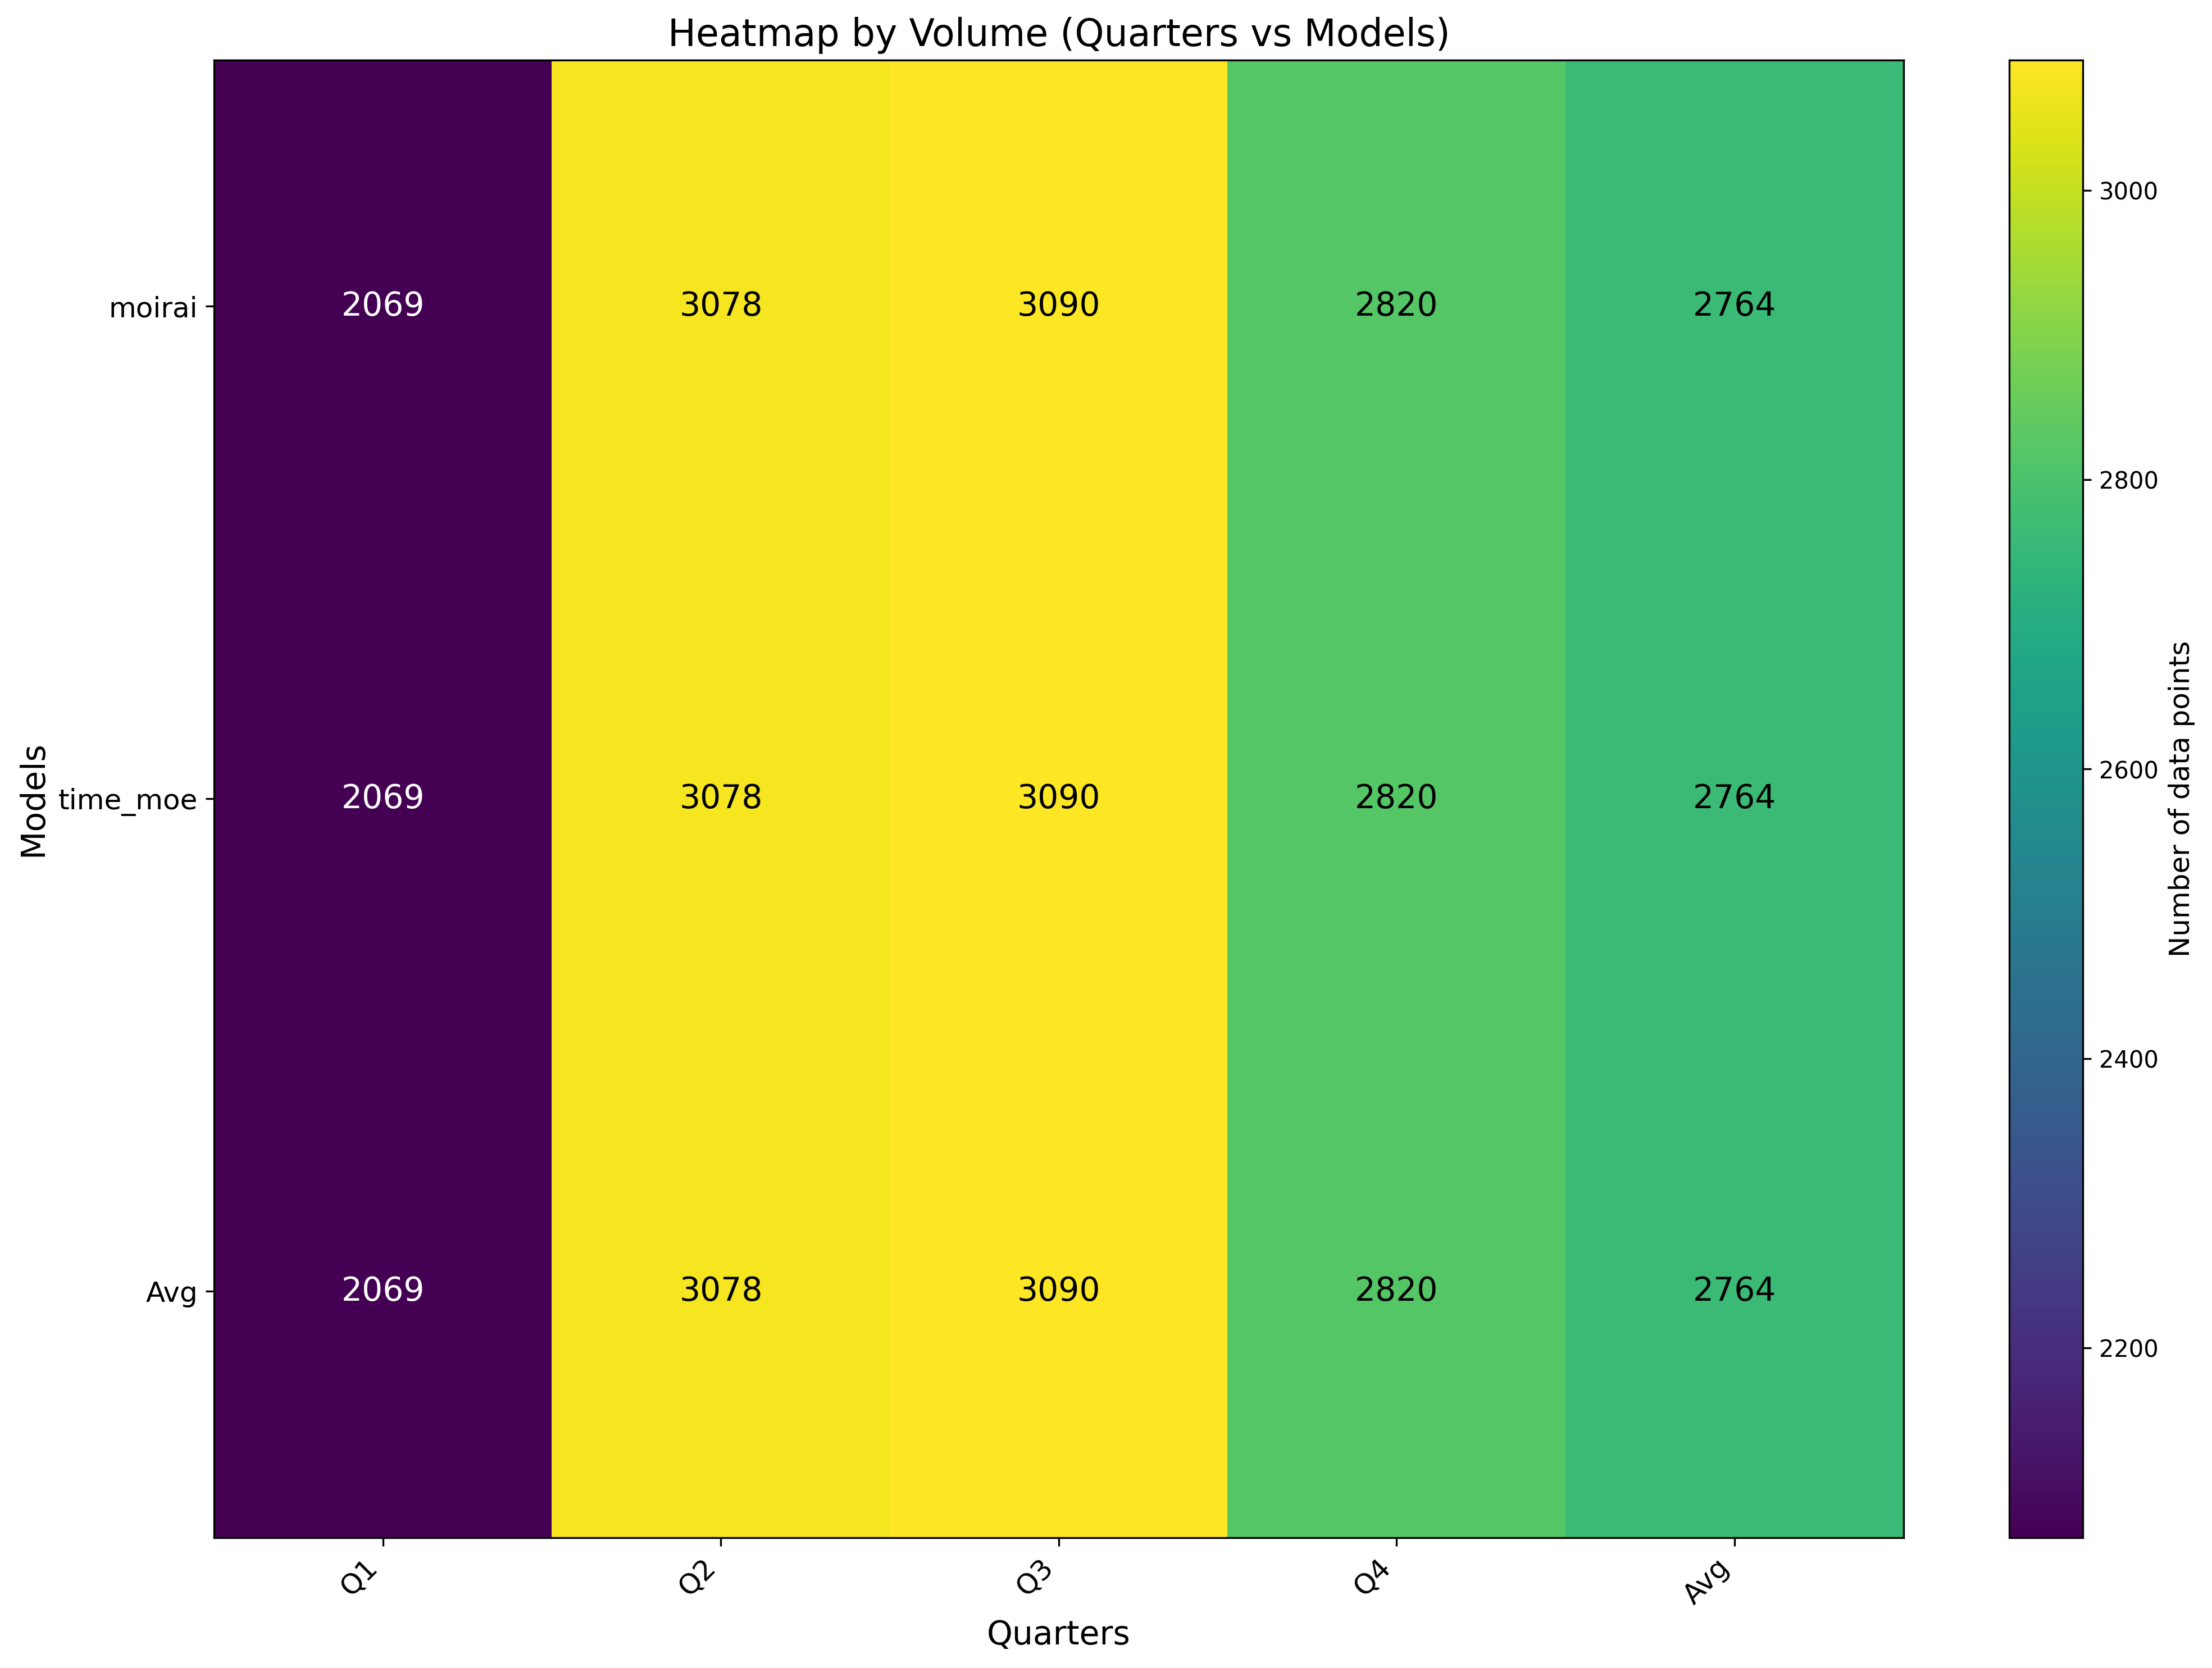 Heatmap by Volume (Quarters vs Models)
moirai 2069 3078 3090 2820 2764
time_moe 2069 3078 3090 2820 2764
Avg 2069 3078 3090 2820 2764
Models
Q1 Q2 Q3 Q4 Avg
Quarters
3000
2800
2600
2400
2200
Number of data points